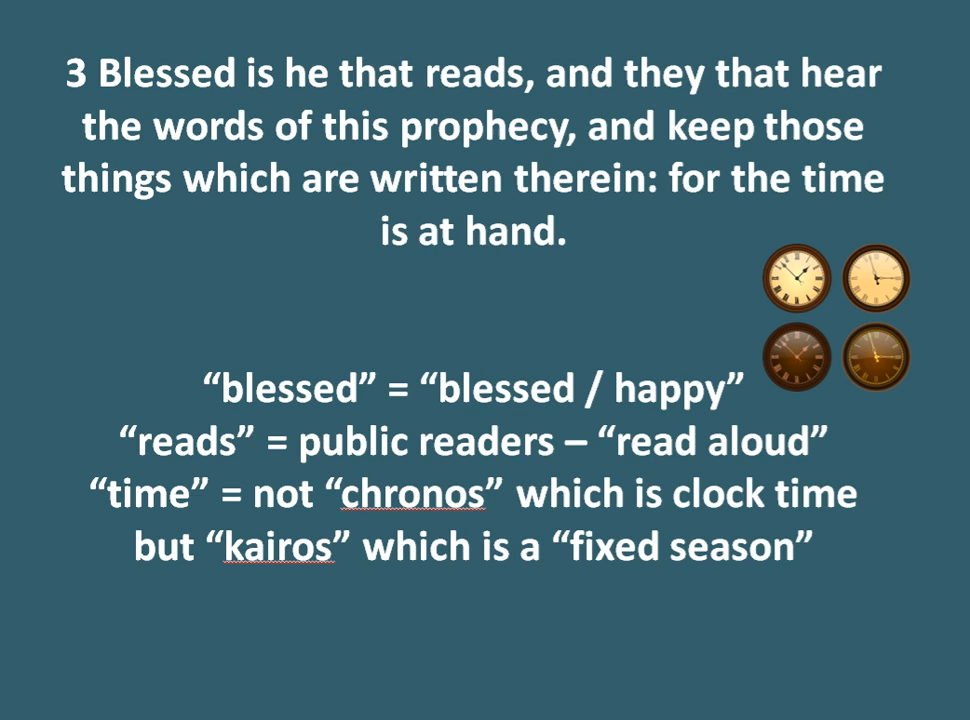 3 Blessed is he that reads, and they that hear
the words of this prophecy, and keep those
things which are written therein: for the time
is at hand.
“blessed” = “blessed / happy”
“reads” = public readers – “read aloud”
“time” = not “chronos” which is clock time
but “kairos” which is a “fixed season”